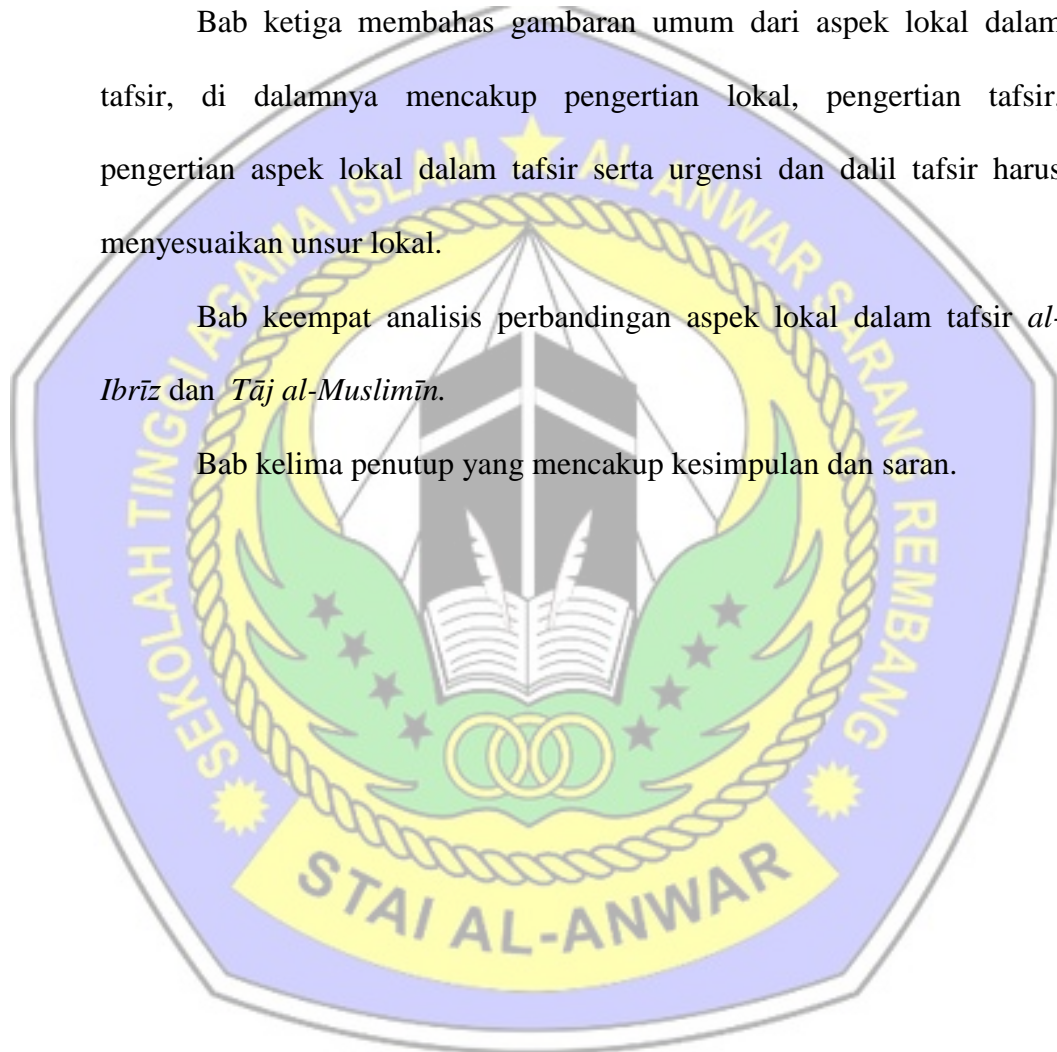 Bab ketiga membahas gambaran umum dari aspek lokal dalam
tafsir, di dalamnya mencakup pengertian lokal, pengertian tafsir,
pengertian aspek lokal dalam tafsir serta urgensi dan dalil tafsir harus
menyesuaikan unsur lokal.
Bab keempat analisis perbandingan aspek lokal dalam tafsir al-
Ibrīz dan Tāj al-Muslimīn.
Bab kelima penutup yang mencakup kesimpulan dan saran.
SEKOLAH TINGGI AGAMA ISLAM AL ANWAR SARANG REMBANG
STAI AL-ANWAR